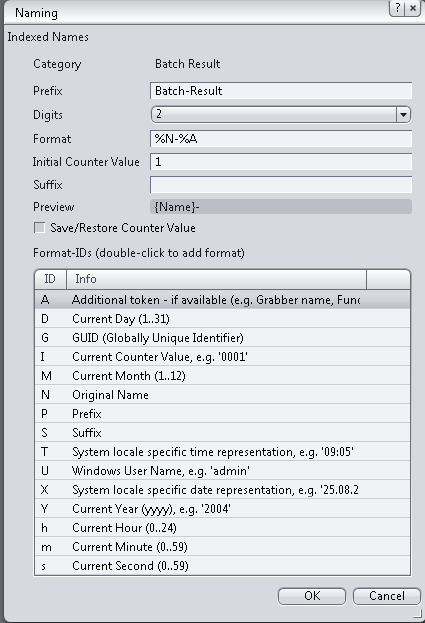 Naming
Indexed Names
Category Batch Result
Prefix Batch-Result
Digits 2
Format %N-%A
Initial Counter Value 1
Suffix
Preview {Name}-
Save/Restore Counter Value
Format-IDs (double-click to add format)
ID Info
A Additional token - if available (e.g. Grabber name, Func
D Current Day (1..31)
G GUID (Globally Unique Identifier)
I Current Counter Value, e.g. '0001'
M Current Month (1..12)
N Original Name
P Prefix
S Suffix
T System locale specific time representation, e.g. '09:05'
U Windows User Name, e.g. 'admin'
X System locale specific date representation, e.g. '25.08.2
Y Current Year (yyyy), e.g. '2004'
h Current Hour (0..24)
m Current Minute (0..59)
s Current Second (0..59)
OK Cancel